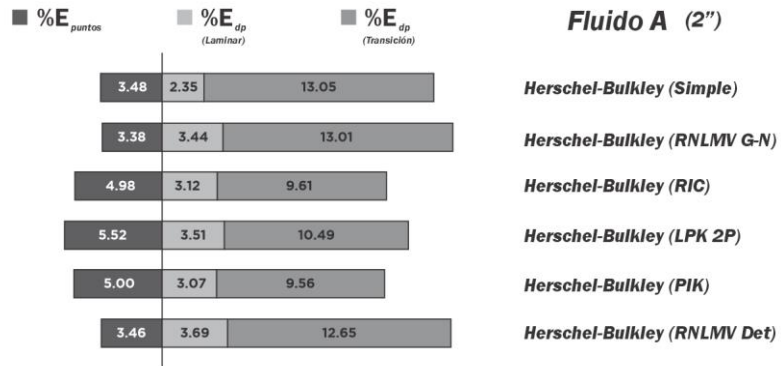 %E puntos %E dp (Laminar) %E dp (Transición) Fluido A (2")
3.48 2.35 13.05 Herschel-Bulkley (Simple)
3.38 3.44 13.01 Herschel-Bulkley (RNLMV G-N)
4.98 3.12 9.61 Herschel-Bulkley (RIC)
5.52 3.51 10.49 Herschel-Bulkley (LPK 2P)
5.00 3.07 9.56 Herschel-Bulkley (PIK)
3.46 3.69 12.65 Herschel-Bulkley (RNLMV Det)